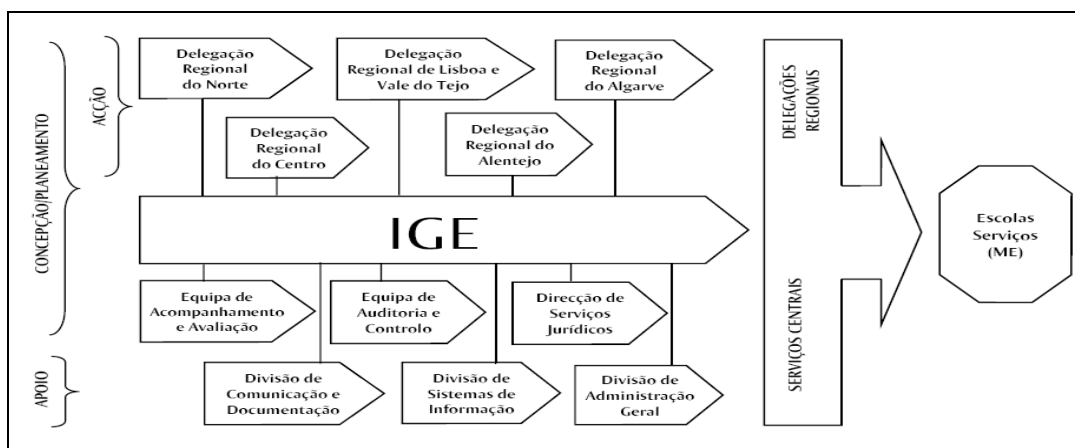 CONCEPÇÃO/PLANEAMENTO
ACÇÃO
Delegação
Regional
do Norte
Delegação
Regional de Lisboa e
Vale do Tejo
Delegação
Regional
do Algarve
Delegação
Regional
do Centro
Delegação
Regional do
Alentejo
IGE
Equipa de
Acompanhamento
e Avaliação
Equipa de
Auditoria e
Controlo
Direcção de
Serviços
Jurídicos
APOIO
Divisão de
Comunicação e
Documentação
Divisão de
Sistemas de
Informação
Divisão de
Administração
Geral
DELEGAÇÕES
REGIONAIS
SERVIÇOS CENTRAIS
Escolas
Serviços
(ME)